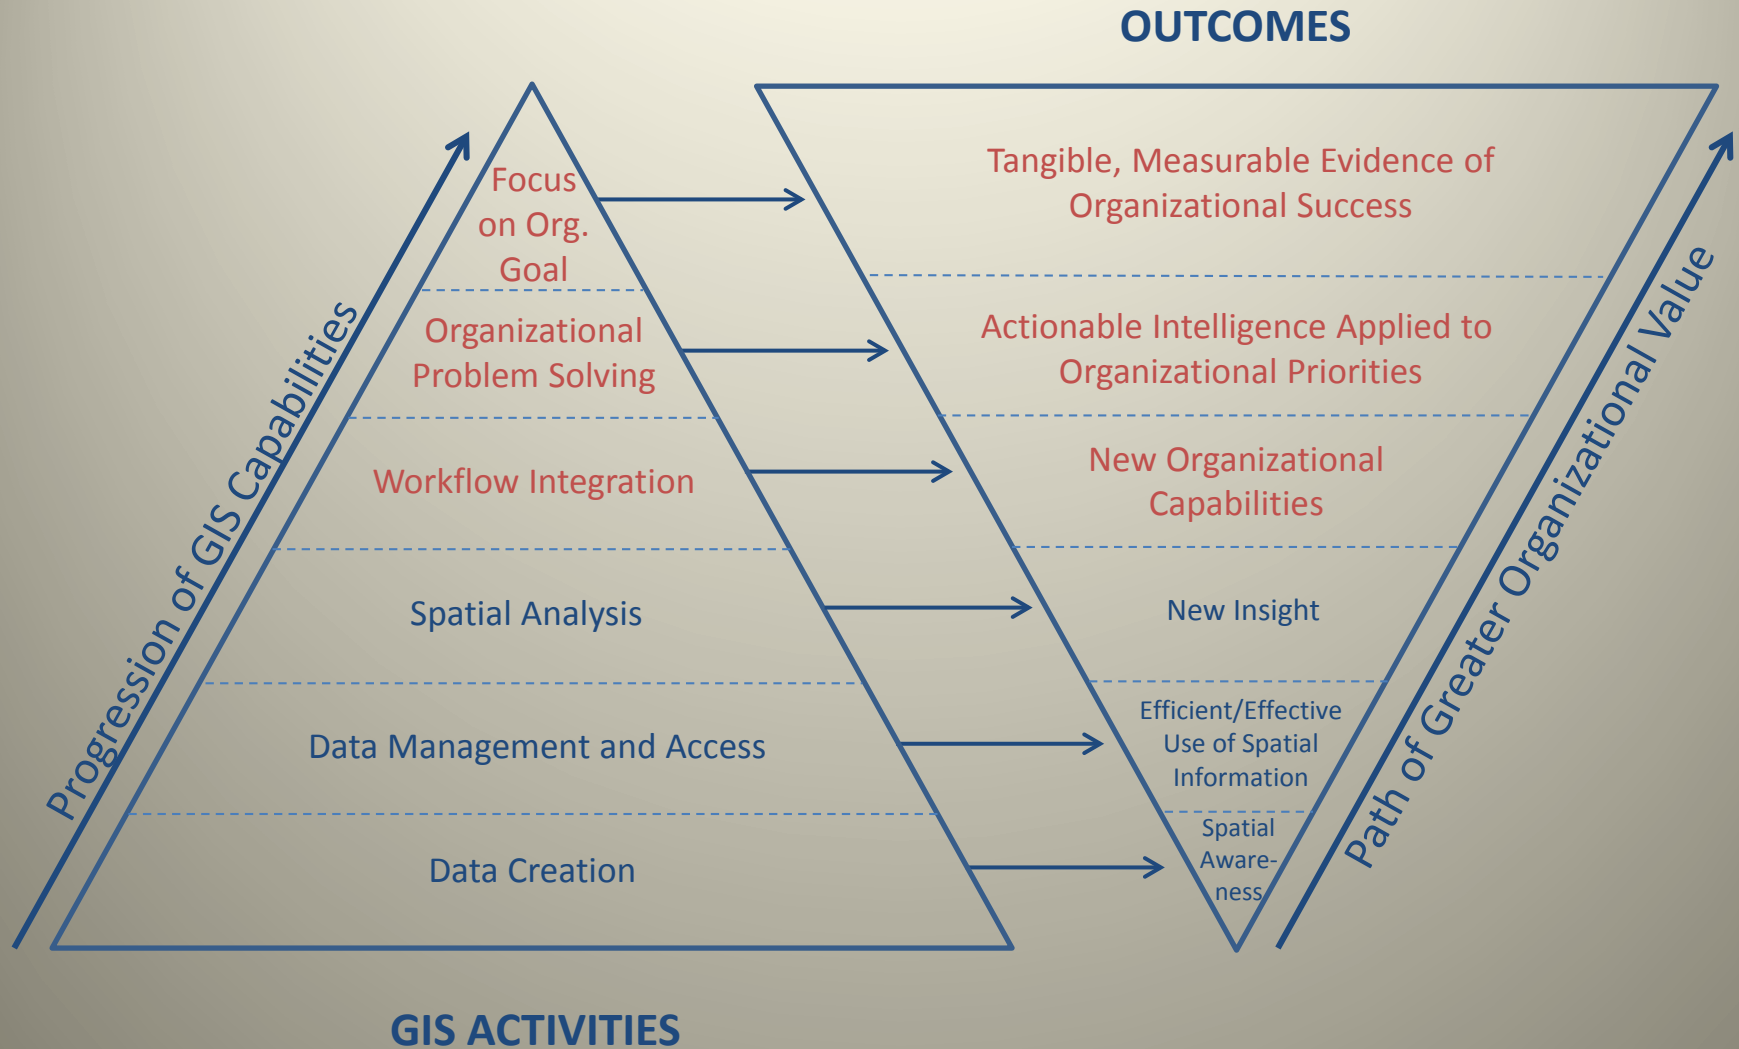 OUTCOMES
Progression of GIS Capabilities
Focus
on Org.
Goal
Organizational
Problem Solving
Workflow Integration
Spatial Analysis
Data Management and Access
Data Creation
GIS ACTIVITIES
Tangible, Measurable Evidence of
Organizational Success
Actionable Intelligence Applied to
Organizational Priorities
New Organizational
Capabilities
New Insight
Efficient/Effective
Use of Spatial
Information
Spatial
Aware-
ness
Path of Greater Organizational Value